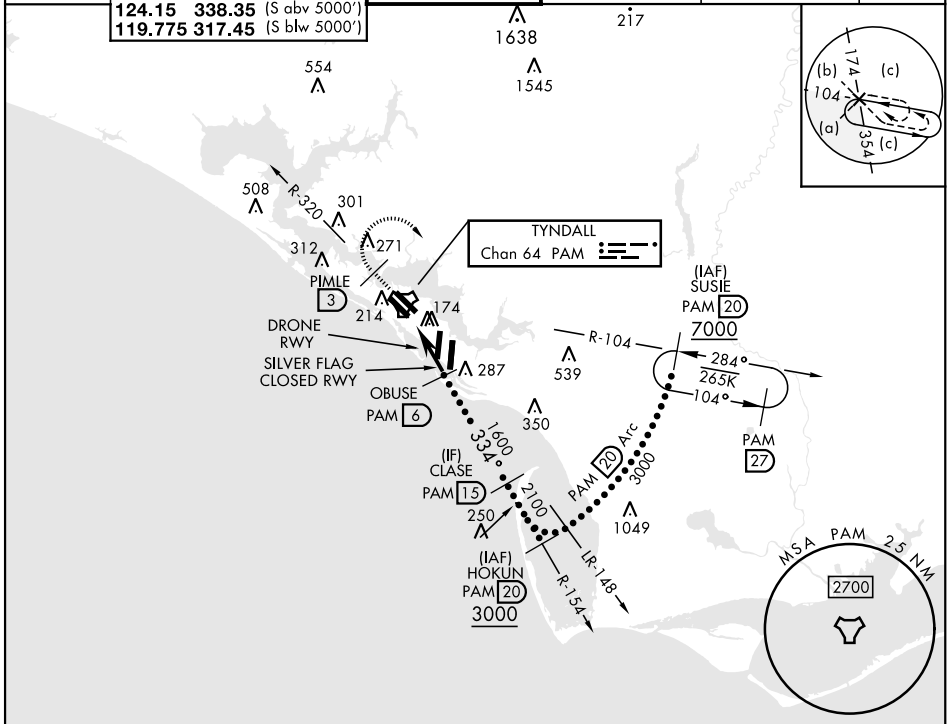 124.15 338.35 (S abv 5000')
119.775 317.45 (S blw 5000')
1638
217
554
1545
174
(b)
(c)
104
(a)
(c)
354
508
R-320
301
271
312
TYNDALL
Chan 64 PAM
PIMLE
3
214
174
(IAF)
SUSIE
PAM 20
7000
DRONE
RWY
SILVER FLAG
CLOSED RWY
287
R-104
539
284°
265K
104°
OBUSE
PAM 6
350
PAM
27
1600
334°
(IF)
CLASE
PAM 15
2100
PAM 20 Arc
3000
250
1049
(IAF)
HOKUN
PAM 20
3000
R-154
LR-148
MSA PAM 25 NM
2700